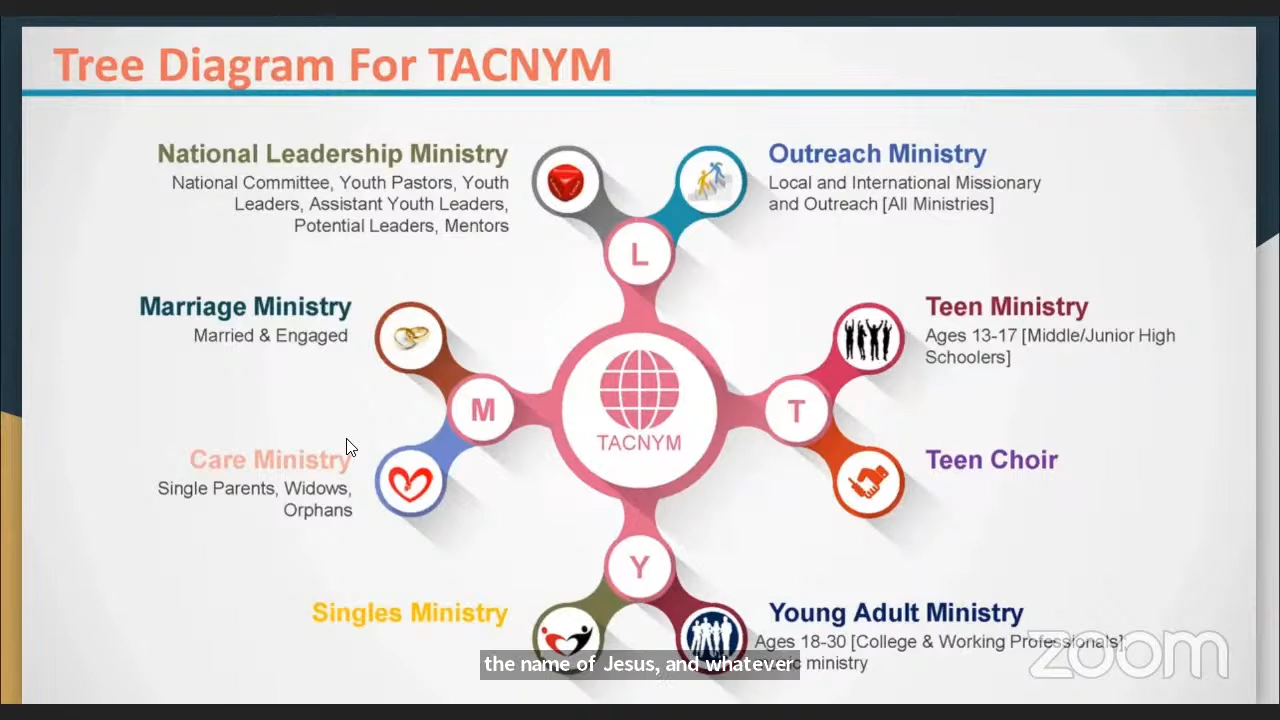 Tree Diagram For TACNYM
National Leadership Ministry
National Committee, Youth Pastors, Youth
Leaders, Assistant Youth Leaders,
Potential Leaders, Mentors
Outreach Ministry
Local and International Missionary
and Outreach [All Ministries]
L
Marriage Ministry
Married & Engaged
Teen Ministry
Ages 13-17 [Middle/Junior High
Schoolers]
M
TACNYM
T
Care Ministry
Single Parents, Widows,
Orphans
Teen Choir
Y
Singles Ministry
Young Adult Ministry
Ages 18-30 [College & Working Professionals],
ministry
the name of Jesus, and whatever
zoom